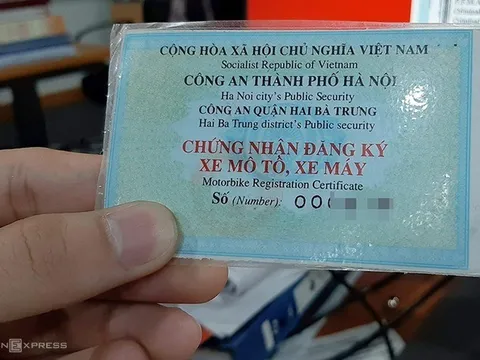 CỘNG HÒA XÃ HỘI CHỦ NGHĨA VIỆT NAM
Socialist Republic of Vietnam
CÔNG AN THÀNH PHỐ HÀ NỘI
Ha Noi city's Public Security
CÔNG AN QUẬN HAI BÀ TRƯNG
Hai Ba Trung district's Public security
CHỨNG NHẬN ĐĂNG KÝ
XE MÔ TÔ, XE MÁY
Motorbike Registration Certificate
Số (Number): 00
NEXPRESS